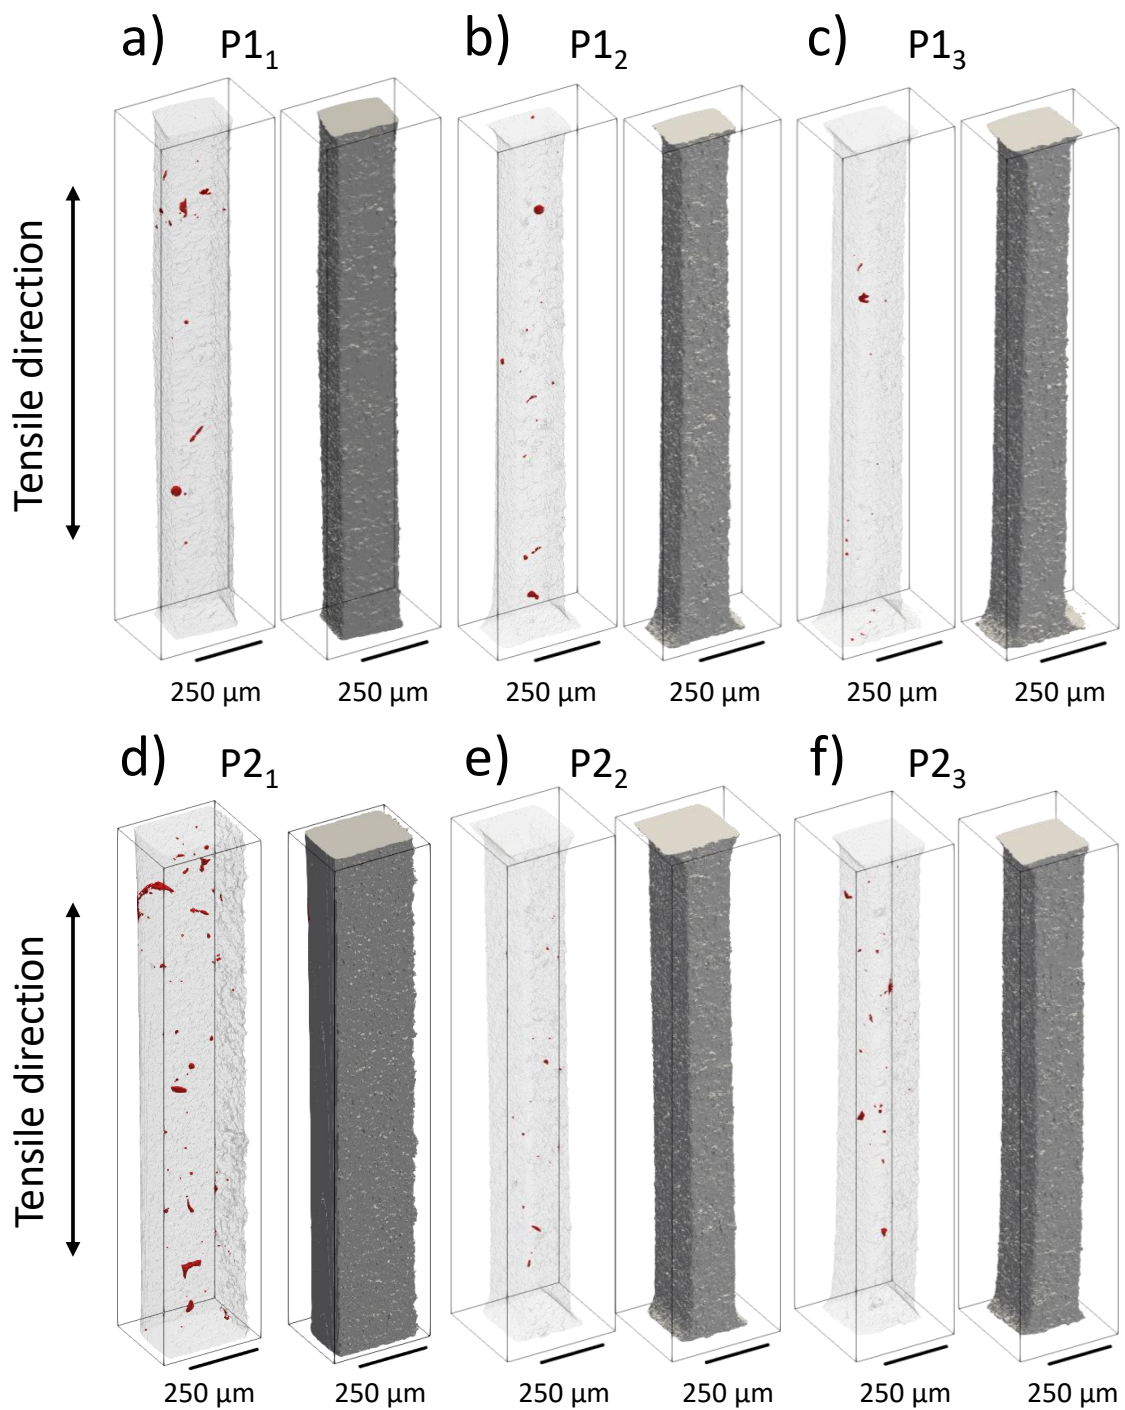 a) P1₁ b) P1₂ c) P1₃
Tensile direction
250 µm 250 µm 250 µm 250 µm 250 µm 250 µm
d) P2₁ e) P2₂ f) P2₃
Tensile direction
250 µm 250 µm 250 µm 250 µm 250 µm 250 µm